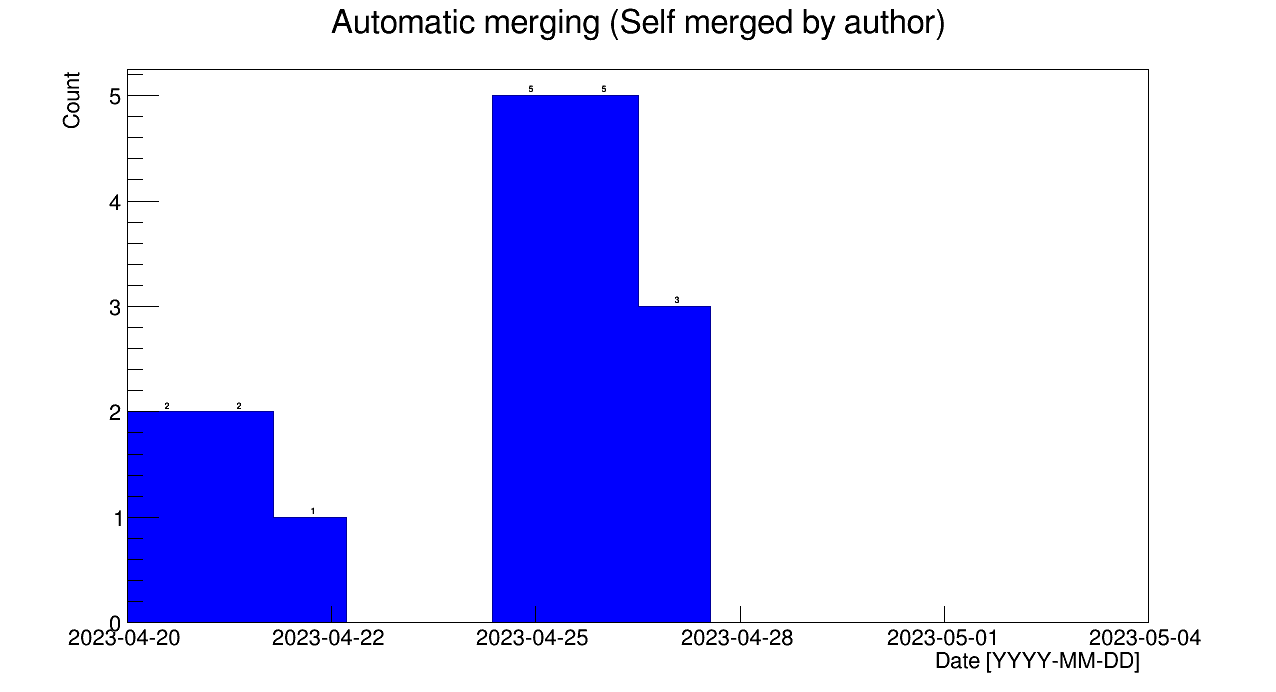 Automatic merging (Self merged by author)
Count
5
4
3
2
1
0
5 5
3
2 2
1
2023-04-20 2023-04-22 2023-04-25 2023-04-28 2023-05-01 2023-05-04
Date [YYYY-MM-DD]